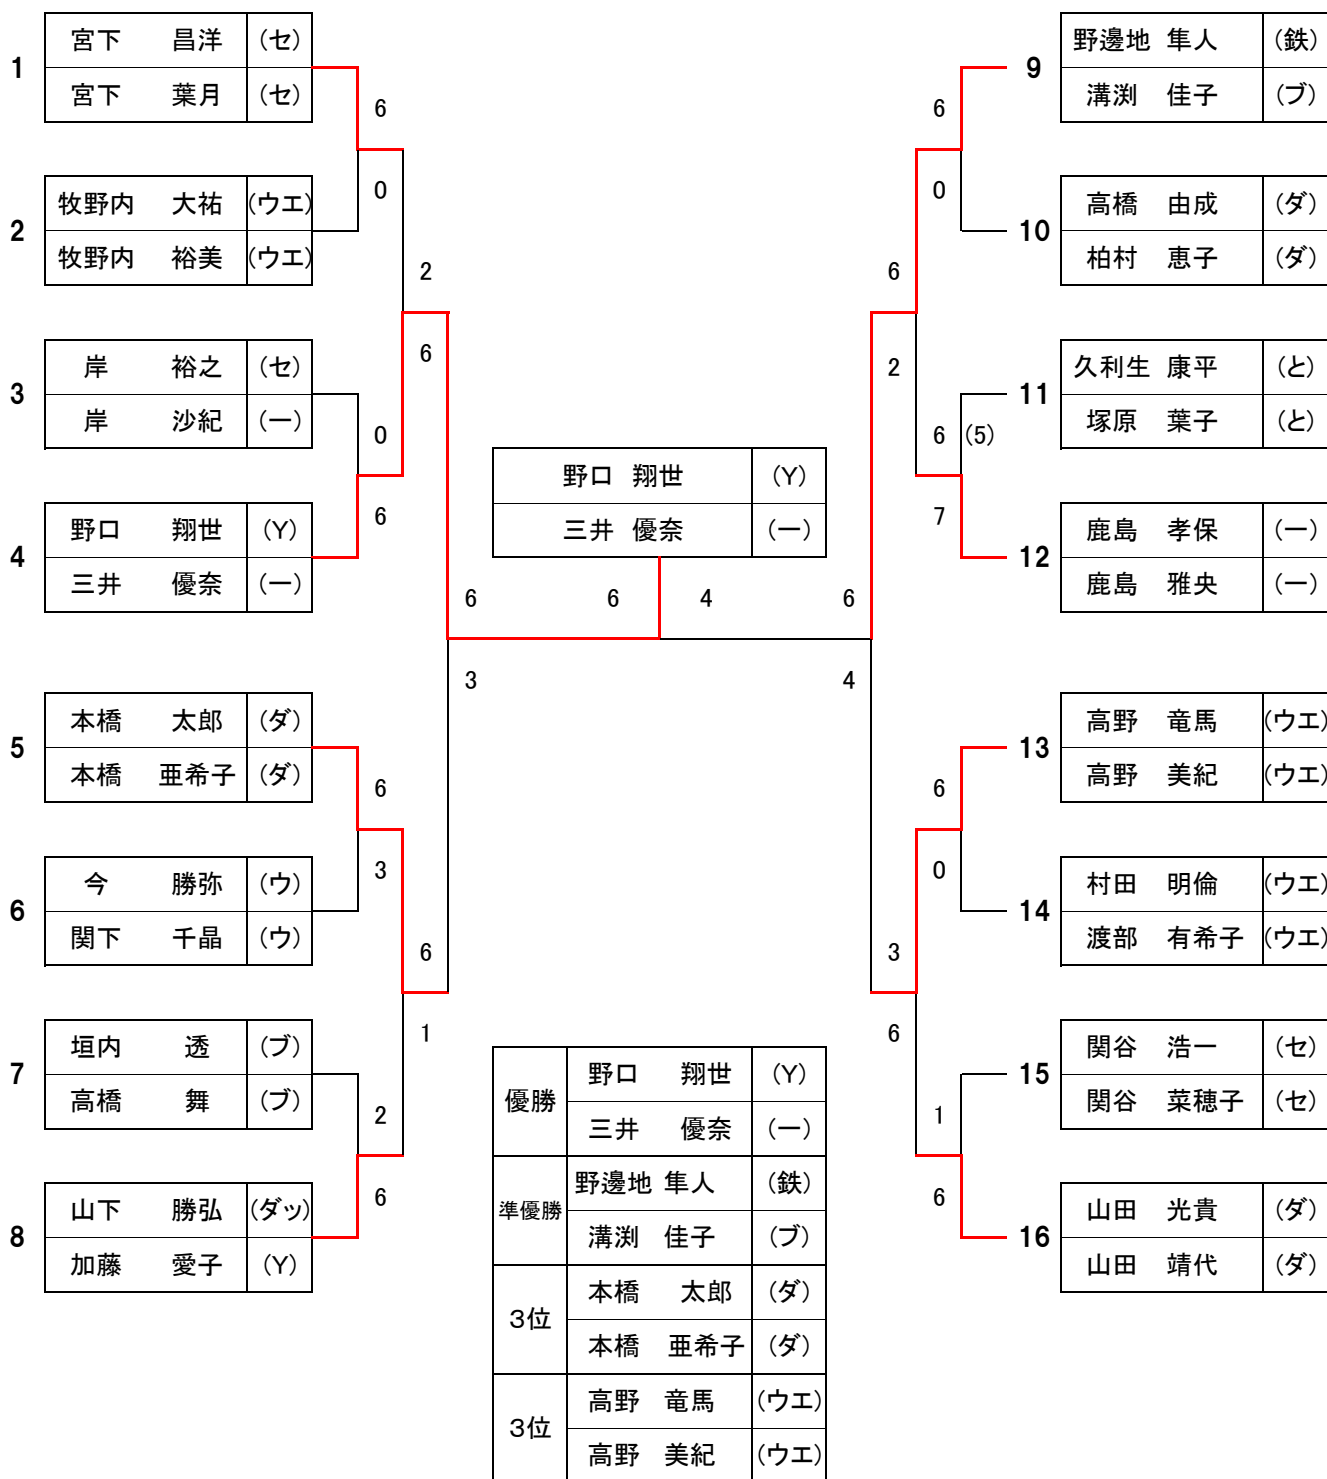 1
宮下 昌洋 (セ)
宮下 葉月 (セ)
6
0
2
牧野内 大祐 (ウエ)
牧野内 裕美 (ウエ)
2
6
3
岸 裕之 (セ)
岸 沙紀 (一)
0
6
4
野口 翔世 (Y)
三井 優奈 (一)
6
3
5
本橋 太郎 (ダ)
本橋 亜希子 (ダ)
6
3
6
今 勝弥 (ウ)
関下 千晶 (ウ)
6
1
7
垣内 透 (ブ)
高橋 舞 (ブ)
2
6
8
山下 勝弘 (ダッ)
加藤 愛子 (Y)
野口 翔世 (Y)
三井 優奈 (一)
6 4
9
野邊地 隼人 (鉄)
溝渕 佳子 (ブ)
6
0
10
高橋 由成 (ダ)
柏村 恵子 (ダ)
6
2
11
久利生 康平 (と)
塚原 葉子 (と)
6 (5)
7
12
鹿島 孝保 (一)
鹿島 雅央 (一)
6
4
13
高野 竜馬 (ウエ)
高野 美紀 (ウエ)
6
0
14
村田 明倫 (ウエ)
渡部 有希子 (ウエ)
3
6
15
関谷 浩一 (セ)
関谷 菜穂子 (セ)
1
6
16
山田 光貴 (ダ)
山田 靖代 (ダ)
優勝
野口 翔世 (Y)
三井 優奈 (一)
準優勝
野邊地 隼人 (鉄)
溝渕 佳子 (ブ)
3位
本橋 太郎 (ダ)
本橋 亜希子 (ダ)
3位
高野 竜馬 (ウエ)
高野 美紀 (ウエ)